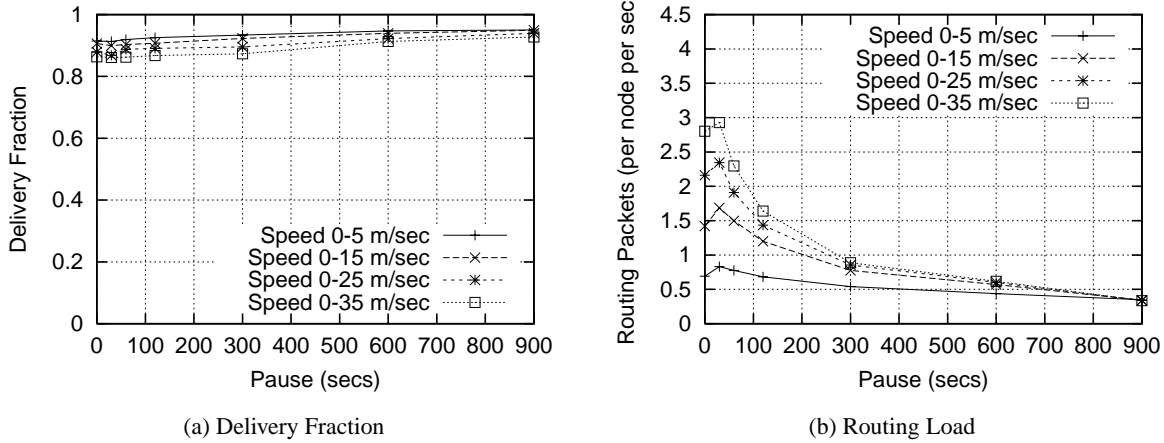 1
0.8
0.6
0.4
0.2
0
Delivery Fraction
Speed 0-5 m/sec
Speed 0-15 m/sec
Speed 0-25 m/sec
Speed 0-35 m/sec
0 100 200 300 400 500 600 700 800 900
Pause (secs)
(a) Delivery Fraction
4.5
4
3.5
3
2.5
2
1.5
1
0.5
0
Routing Packets (per node per sec
Speed 0-5 m/sec
Speed 0-15 m/sec
Speed 0-25 m/sec
Speed 0-35 m/sec
0 100 200 300 400 500 600 700 800 900
Pause (secs)
(b) Routing Load